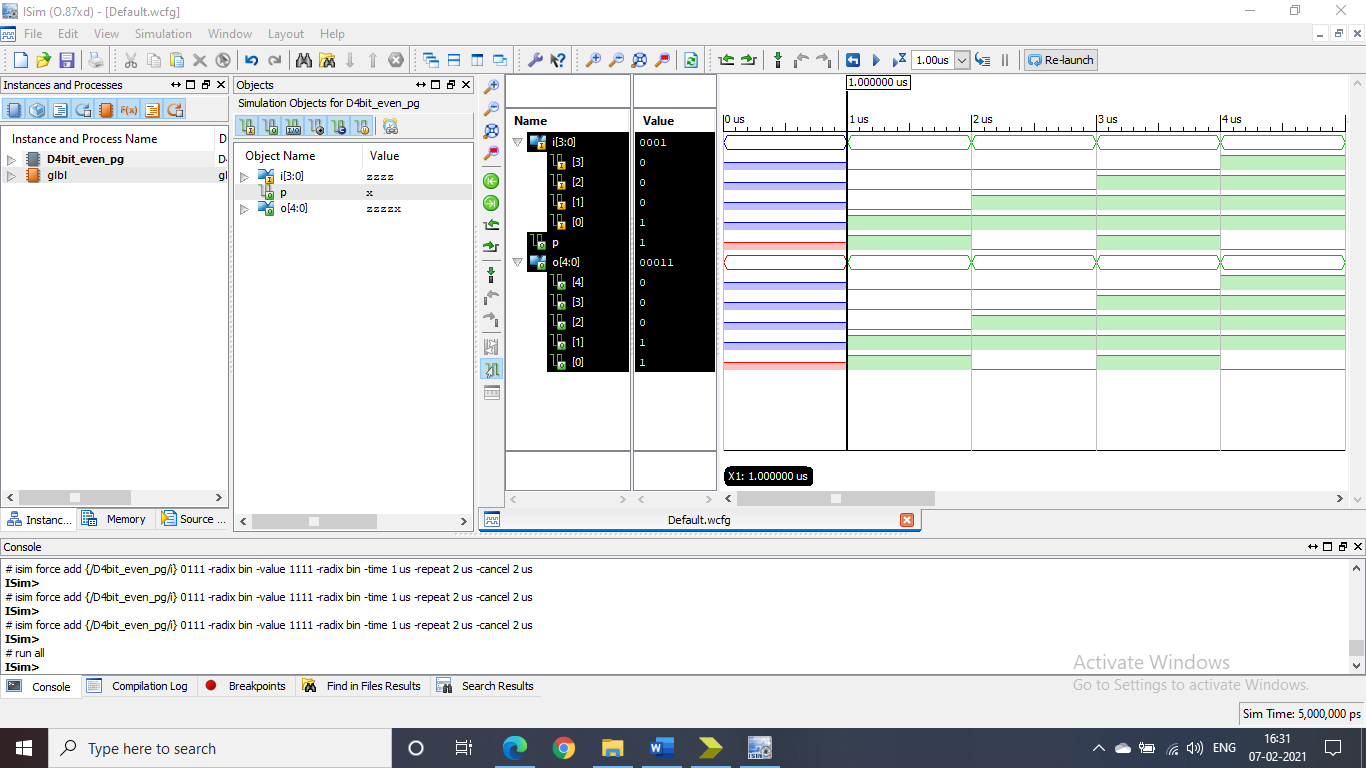 ISim (O.87xd) - [Default.wcfg]
File Edit View Simulation Window Layout Help
1.00us Re-launch
Instances and Processes
Instance and Process Name D
D4bit_even_pg D4
glbl gl
Instanc... Memory Source ...
Objects
Simulation Objects for D4bit_even_pg
Object Name Value
i[3:0] zzzz
p x
o[4:0] zzzzx
1.000000 us
Name Value 0 us 1 us 2 us 3 us 4 us
i[3:0] 0001
[3] 0
[2] 0
[1] 0
[0] 1
p 1
o[4:0] 00011
[4] 0
[3] 0
[2] 0
[1] 1
[0] 1
X1: 1.000000 us
Default.wcfg
Console
# isim force add {/D4bit_even_pg/i} 0111 -radix bin -value 1111 -radix bin -time 1 us -repeat 2 us -cancel 2 us
ISim>
# isim force add {/D4bit_even_pg/i} 0111 -radix bin -value 1111 -radix bin -time 1 us -repeat 2 us -cancel 2 us
ISim>
# isim force add {/D4bit_even_pg/i} 0111 -radix bin -value 1111 -radix bin -time 1 us -repeat 2 us -cancel 2 us
ISim>
# run all
ISim>
Activate Windows
Go to Settings to activate Windows.
Console Compilation Log Breakpoints Find in Files Results Search Results
Sim Time: 5,000,000 ps
Type here to search
ENG
16:31
07-02-2021